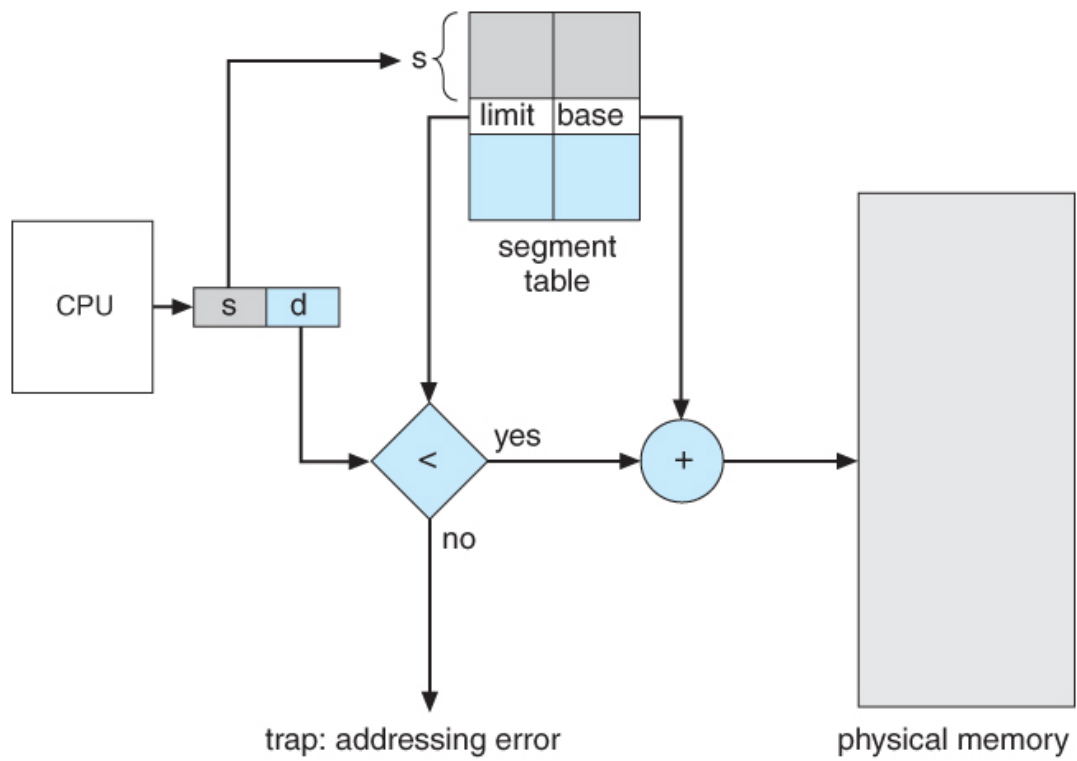 s
limit base
segment
table
CPU
s d
<
yes
+
no
trap: addressing error
physical memory